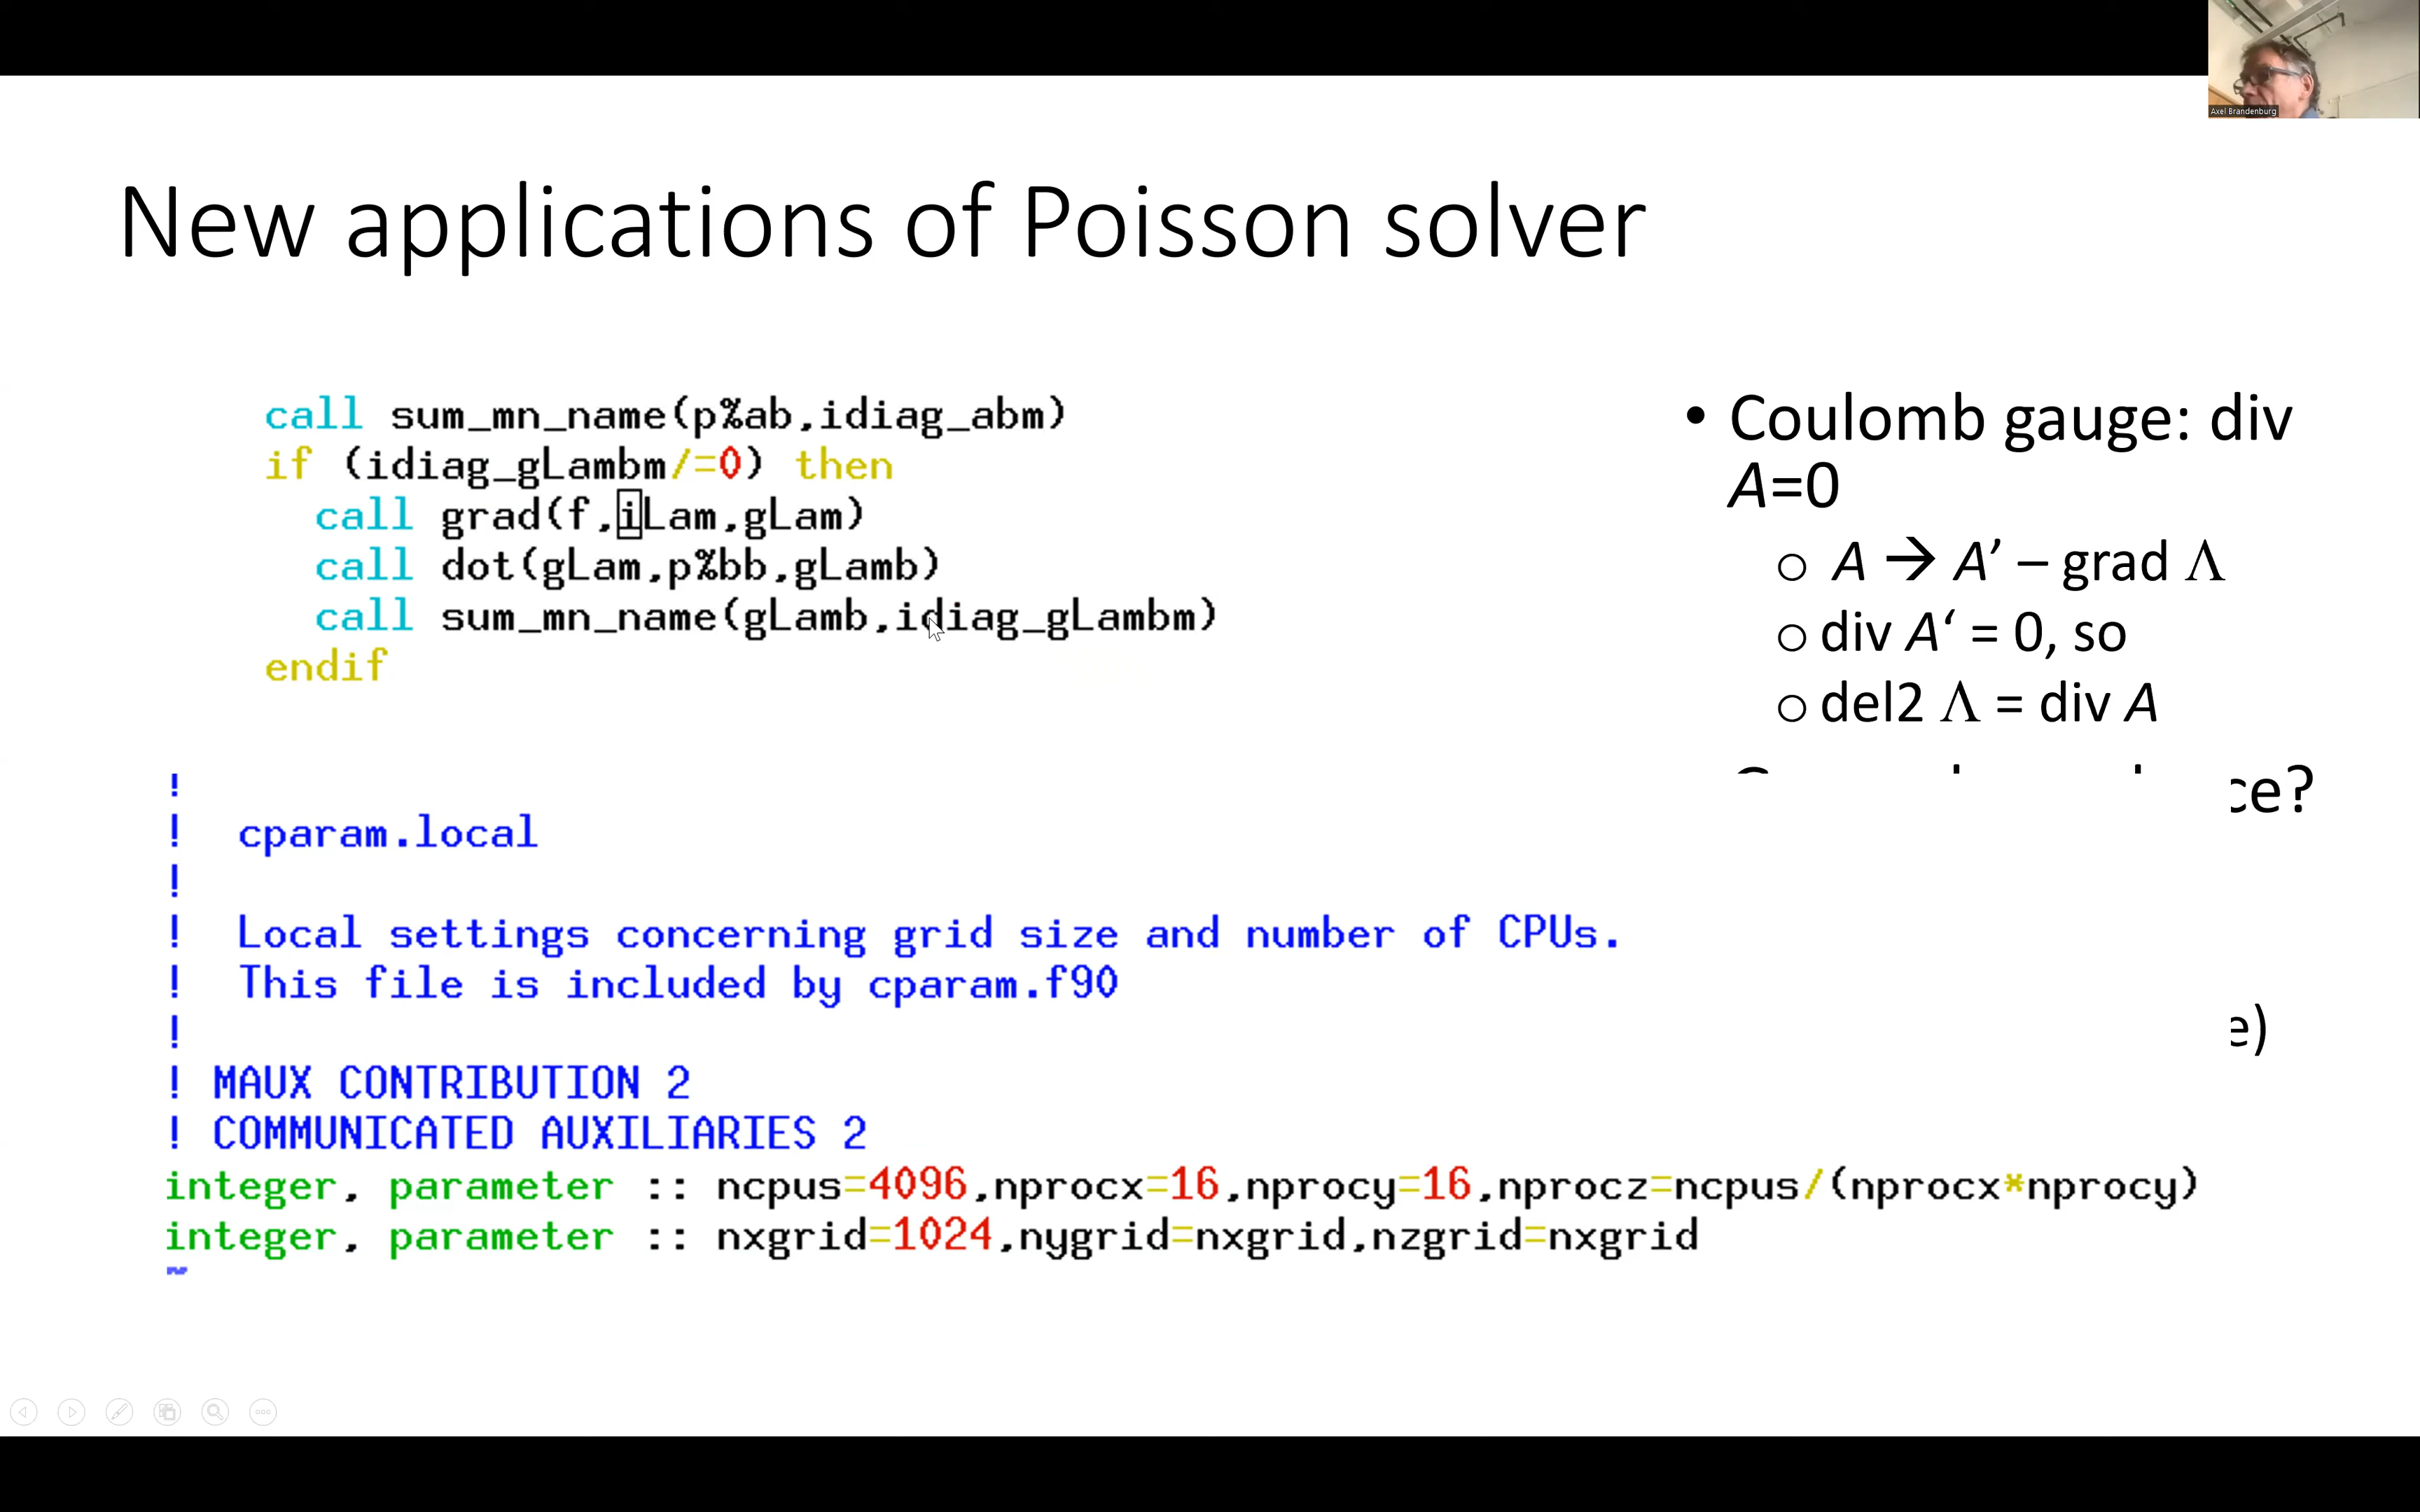 Axel Brandenburg
New applications of Poisson solver
call sum_mn_name(p%ab,idiag_abm)
if (idiag_gLambm/=0) then
call grad(f,iLam,gLam)
call dot(gLam,p%bb,gLamb)
call sum_mn_name(gLamb,idiag_gLambm)
endif
• Coulomb gauge: div
A=0
o A → A’ – grad Λ
o div A‘ = 0, so
o del2 Λ = div A
ce?
e)
!
! cparam.local
!
! Local settings concerning grid size and number of CPUs.
! This file is included by cparam.f90
!
! MAUX CONTRIBUTION 2
! COMMUNICATED AUXILIARIES 2
integer, parameter :: ncpus=4096,nprocx=16,nprocy=16,nprocz=ncpus/(nprocx*nprocy)
integer, parameter :: nxgrid=1024,nygrid=nxgrid,nzgrid=nxgrid
~